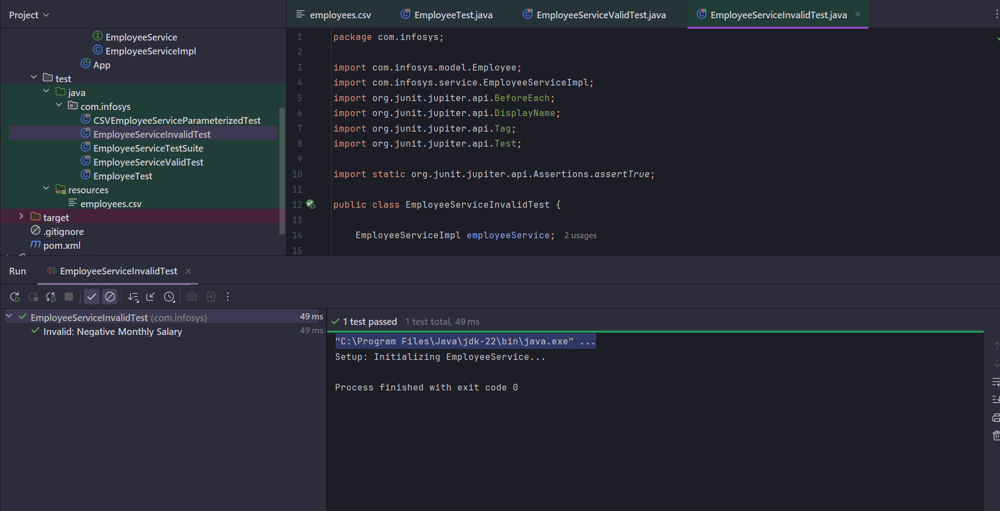 Project
employees.csv
EmployeeTest.java
EmployeeServiceValidTest.java
EmployeeServiceInvalidTest.java
EmployeeService
EmployeeServiceImpl
App
test
java
com.infosys
CSVEmployeeServiceParameterizedTest
EmployeeServiceInvalidTest
EmployeeServiceTestSuite
EmployeeServiceValidTest
EmployeeTest
resources
employees.csv
target
.gitignore
pom.xml
1 package com.infosys;
2
3 import com.infosys.model.Employee;
4 import com.infosys.service.EmployeeServiceImpl;
5 import org.junit.jupiter.api.BeforeEach;
6 import org.junit.jupiter.api.DisplayName;
7 import org.junit.jupiter.api.Tag;
8 import org.junit.jupiter.api.Test;
9
10 import static org.junit.jupiter.api.Assertions.assertTrue;
11
12 public class EmployeeServiceInvalidTest {
13
14 EmployeeServiceImpl employeeService; 2 usages
15
Run
EmployeeServiceInvalidTest
EmployeeServiceInvalidTest (com.infosys) 49 ms
Invalid: Negative Monthly Salary 49 ms
1 test passed 1 test total, 49 ms
"C:\Program Files\Java\jdk-22\bin\java.exe" ...
Setup: Initializing EmployeeService...
Process finished with exit code 0